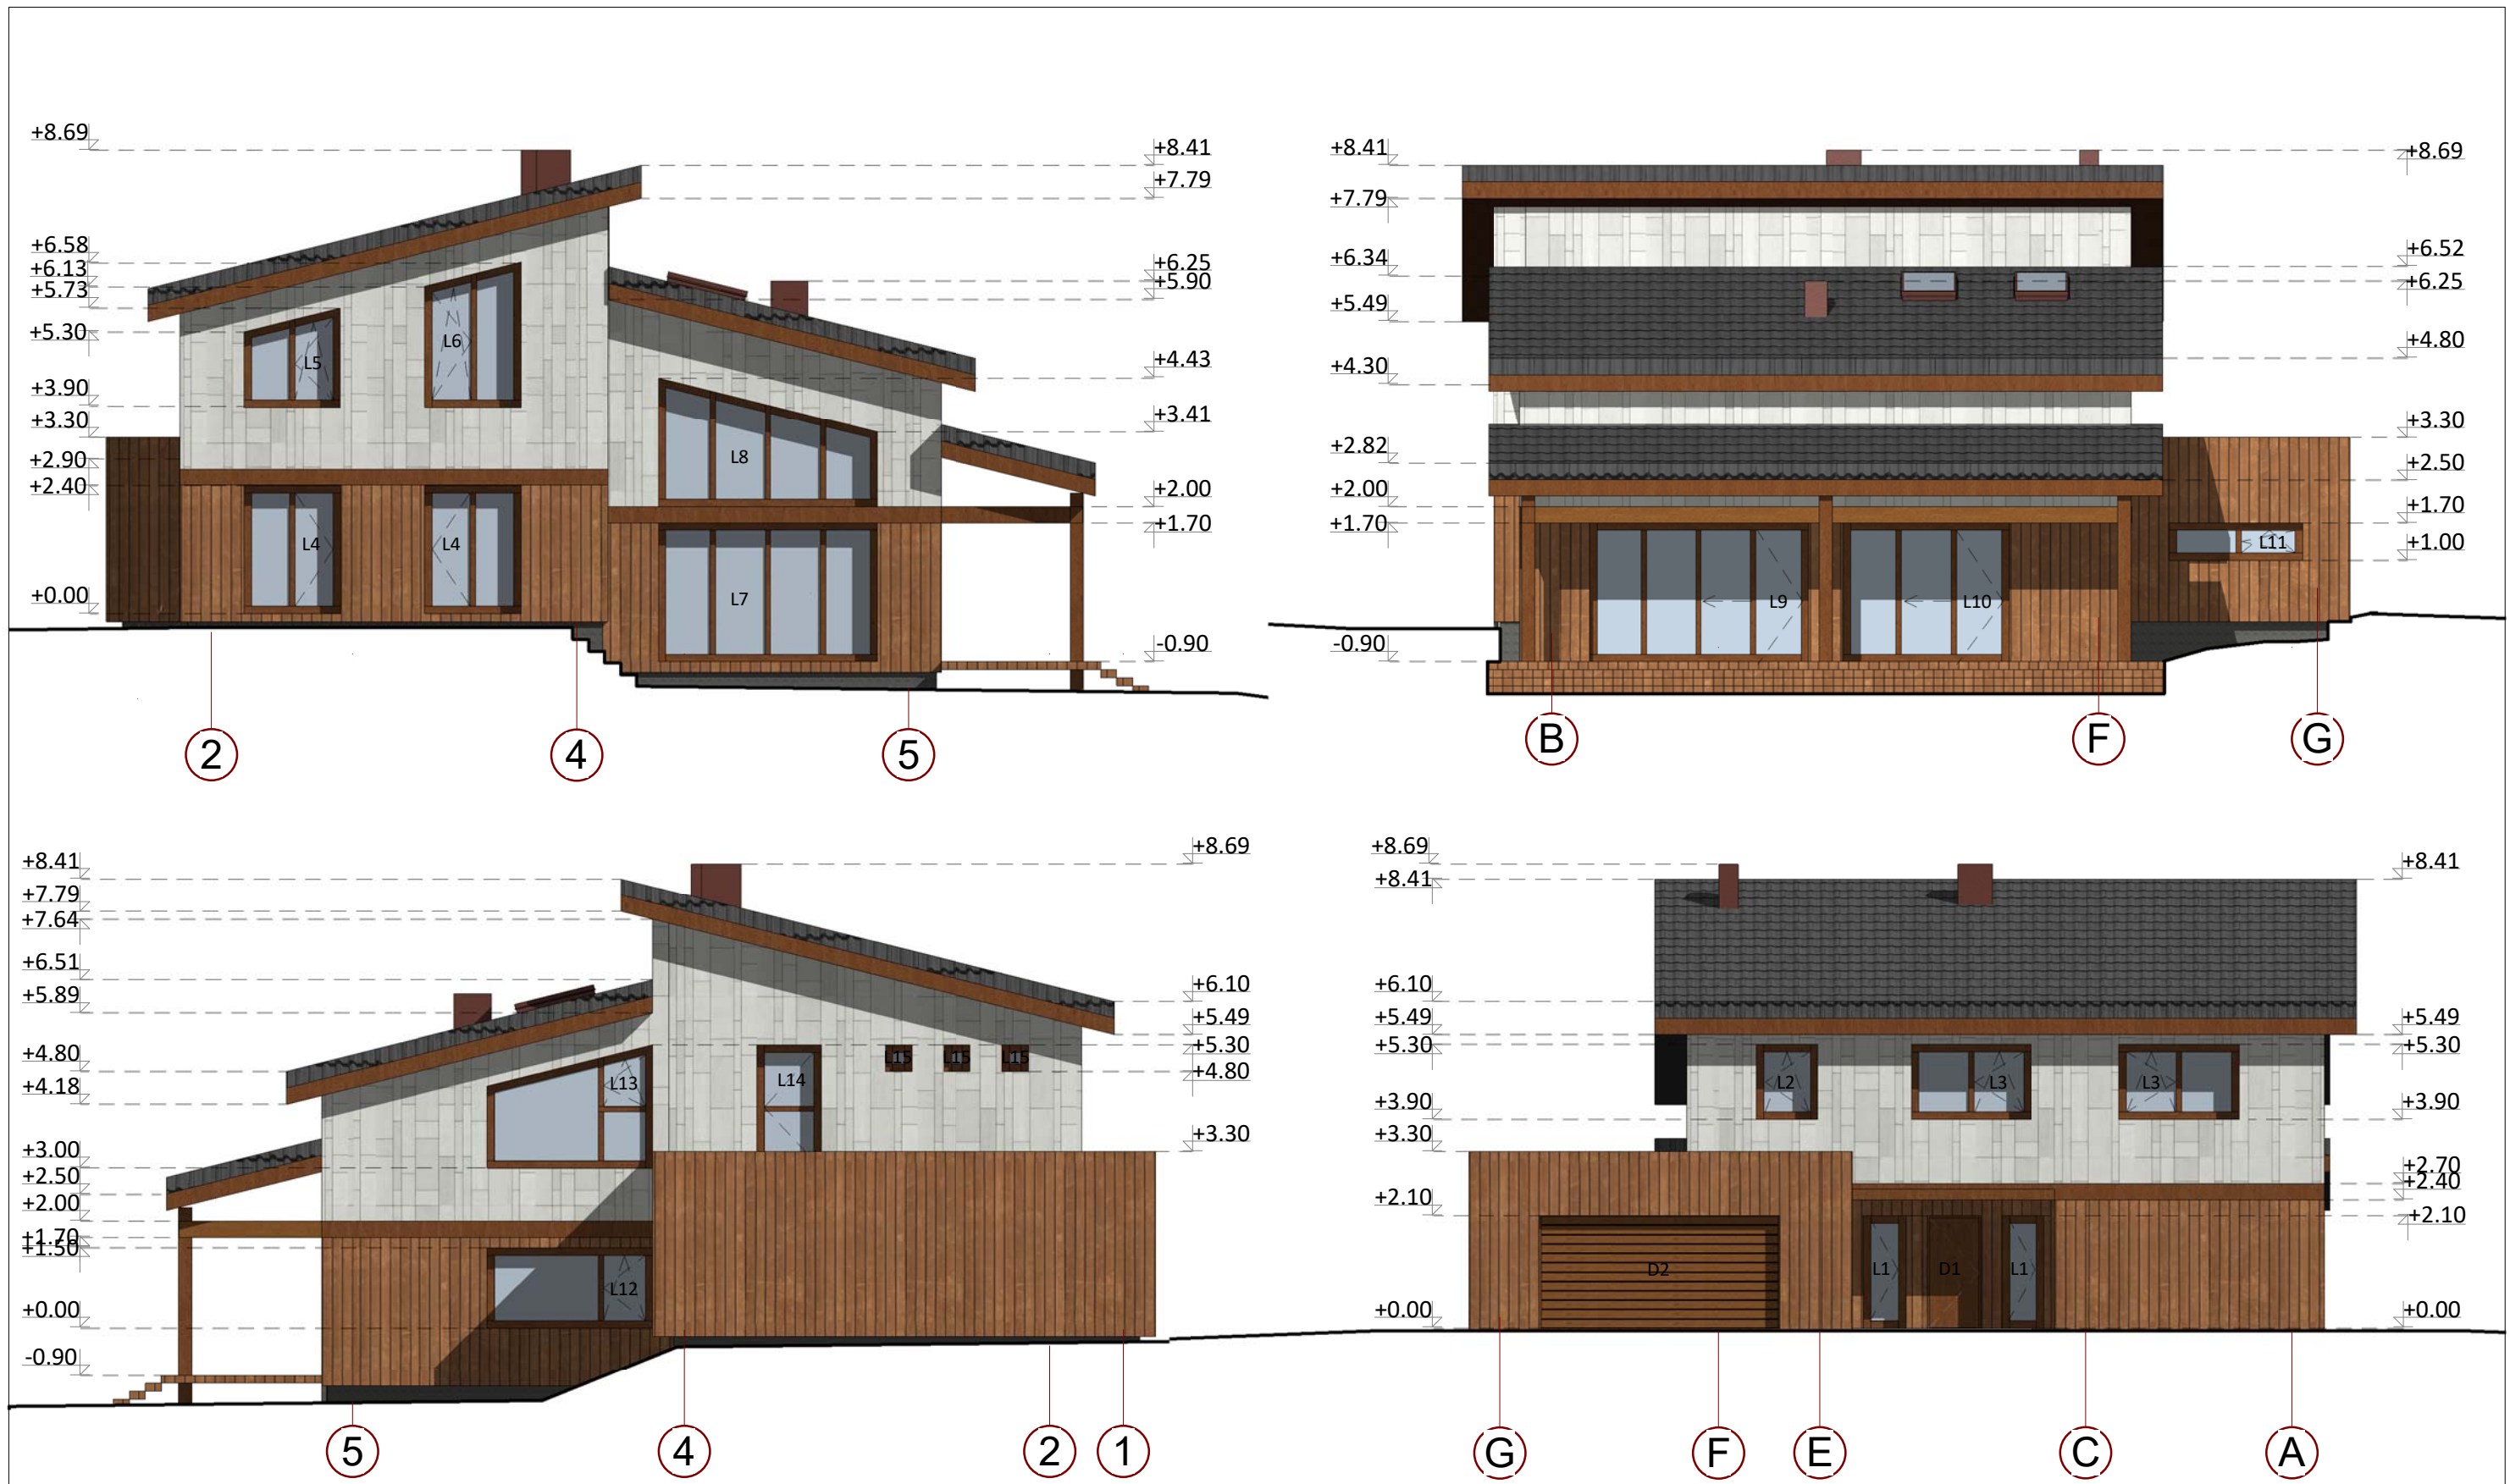 +8.69
+6.58
+6.13
+5.73
+5.30
+3.90
+3.30
+2.90
+2.40
+0.00
L5
L6
L8
L4
L4
L7
+8.41
+7.79
+6.25
+5.90
+4.43
+3.41
+2.00
+1.70
-0.90
2
4
5
+8.41
+7.79
+6.34
+5.49
+4.30
+2.82
+2.00
+1.70
-0.90
L9
L10
L11
+8.69
+6.52
+6.25
+4.80
+3.30
+2.50
+1.70
+1.00
B
F
G
+8.41
+7.79
+7.64
+6.51
+5.89
+4.80
+4.18
+3.00
+2.50
+2.00
+1.70
+1.50
+0.00
-0.90
L13
L14
L15
L15
L15
L12
+8.69
+6.10
+5.49
+5.30
+4.80
+3.30
5
4
2
1
+8.69
+8.41
+6.10
+5.49
+5.30
+3.90
+3.30
+2.10
+0.00
L2
L3
L3
D2
L1
D1
L1
+8.41
+5.49
+5.30
+3.90
+2.70
+2.40
+2.10
+0.00
G
F
E
C
A